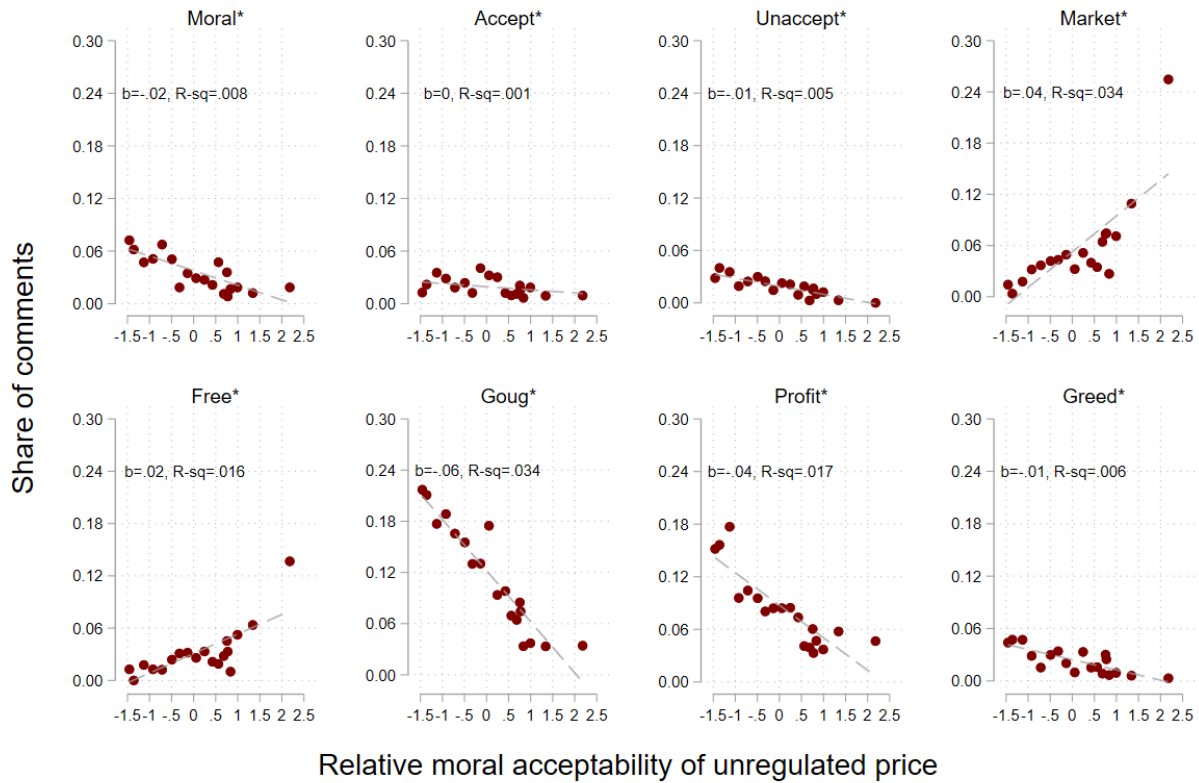 Moral* Accept* Unaccept* Market*
0.30 0.30 0.30 0.30
b=-.02, R-sq=.008 b=0, R-sq=.001 b=-.01, R-sq=.005 b=.04, R-sq=.034
0.24 0.24 0.24 0.24
0.18 0.18 0.18 0.18
0.12 0.12 0.12 0.12
0.06 0.06 0.06 0.06
0.00 0.00 0.00 0.00
-1.5 -1 -.5 0 .5 1 1.5 2 2.5 -1.5 -1 -.5 0 .5 1 1.5 2 2.5 -1.5 -1 -.5 0 .5 1 1.5 2 2.5 -1.5 -1 -.5 0 .5 1 1.5 2 2.5
Share of comments
Free* Goug* Profit* Greed*
0.30 0.30 0.30 0.30
b=.02, R-sq=.016 b=-.06, R-sq=.034 b=-.04, R-sq=.017 b=-.01, R-sq=.006
0.24 0.24 0.24 0.24
0.18 0.18 0.18 0.18
0.12 0.12 0.12 0.12
0.06 0.06 0.06 0.06
0.00 0.00 0.00 0.00
-1.5 -1 -.5 0 .5 1 1.5 2 2.5 -1.5 -1 -.5 0 .5 1 1.5 2 2.5 -1.5 -1 -.5 0 .5 1 1.5 2 2.5 -1.5 -1 -.5 0 .5 1 1.5 2 2.5
Relative moral acceptability of unregulated price